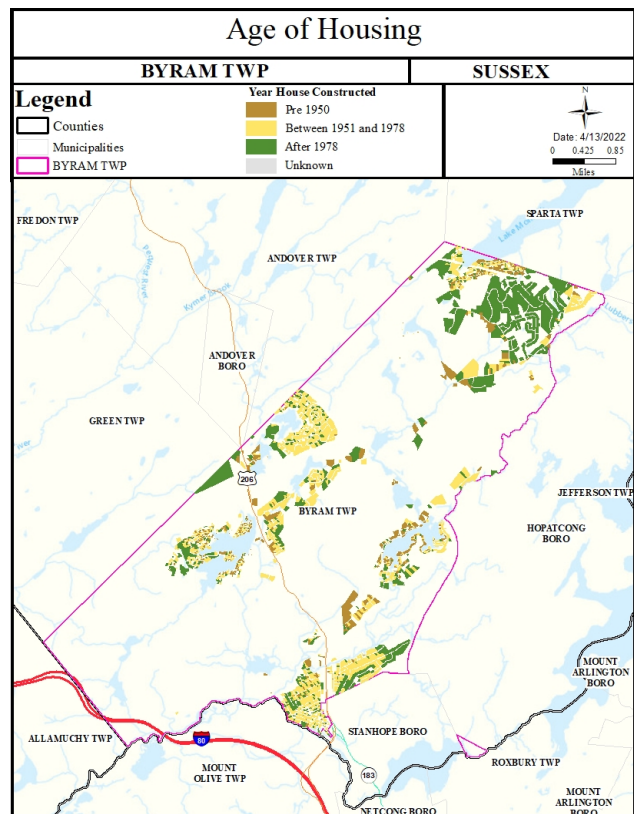 Age of Housing
BYRAM TWP
SUSSEX
Legend
Counties
Municipalities
BYRAM TWP
Year House Constructed
Pre 1950
Between 1951 and 1978
After 1978
Unknown
N
Date: 4/13/2022
0 0.425 0.85
Miles
FREDON TWP
SPARTA TWP
ANDOVER TWP
Kymer Brook
ANDOVER
BORO
GREEN TWP
206
BYRAM TWP
JEFFERSON TWP
HOPATCONG
BORO
MOUNT
ARLINGTON
BORO
ALLAMUCHY TWP
80
MOUNT
OLIVE TWP
STANHOPE BORO
ROXBURY TWP
183
NETCONG BORO
MOUNT
ARLINGTON
BORO